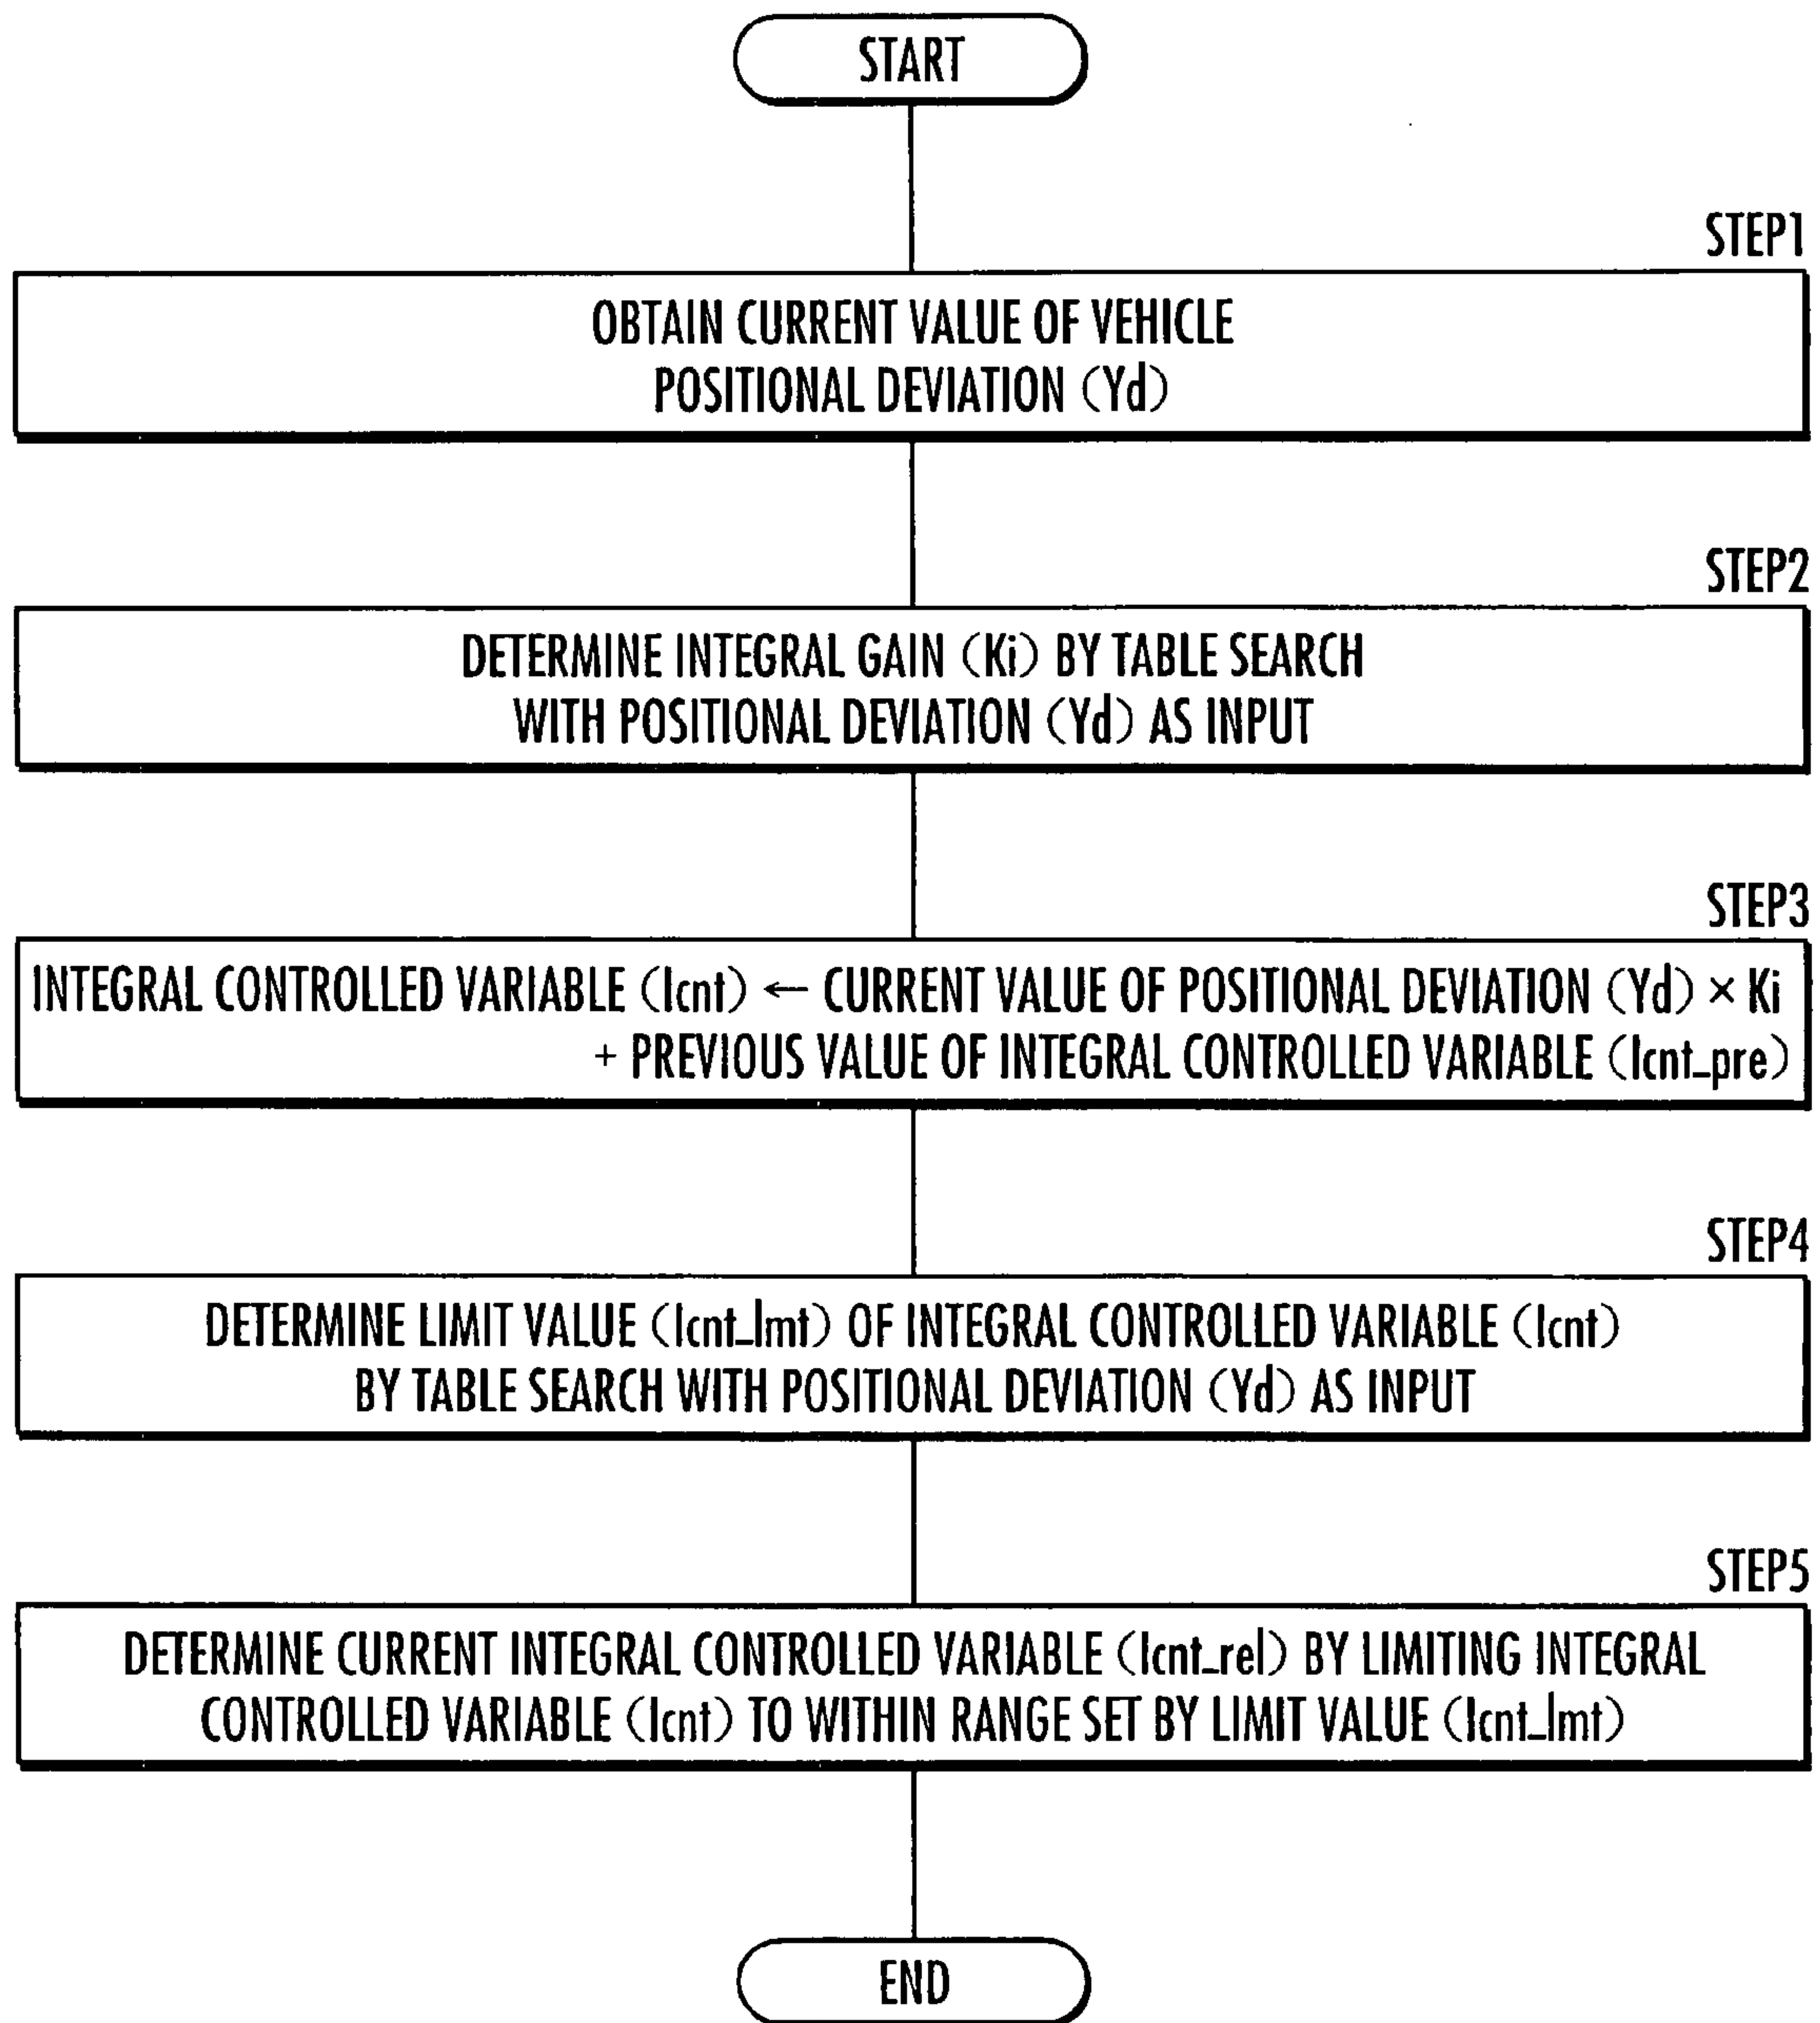 START
STEP1
OBTAIN CURRENT VALUE OF VEHICLE
POSITIONAL DEVIATION (Yd)
STEP2
DETERMINE INTEGRAL GAIN (Ki) BY TABLE SEARCH
WITH POSITIONAL DEVIATION (Yd) AS INPUT
STEP3
INTEGRAL CONTROLLED VARIABLE (Icnt) ← CURRENT VALUE OF POSITIONAL DEVIATION (Yd) × Ki
+ PREVIOUS VALUE OF INTEGRAL CONTROLLED VARIABLE (Icnt_pre)
STEP4
DETERMINE LIMIT VALUE (Icnt_lmt) OF INTEGRAL CONTROLLED VARIABLE (Icnt)
BY TABLE SEARCH WITH POSITIONAL DEVIATION (Yd) AS INPUT
STEP5
DETERMINE CURRENT INTEGRAL CONTROLLED VARIABLE (Icnt_rel) BY LIMITING INTEGRAL
CONTROLLED VARIABLE (Icnt) TO WITHIN RANGE SET BY LIMIT VALUE (Icnt_lmt)
END